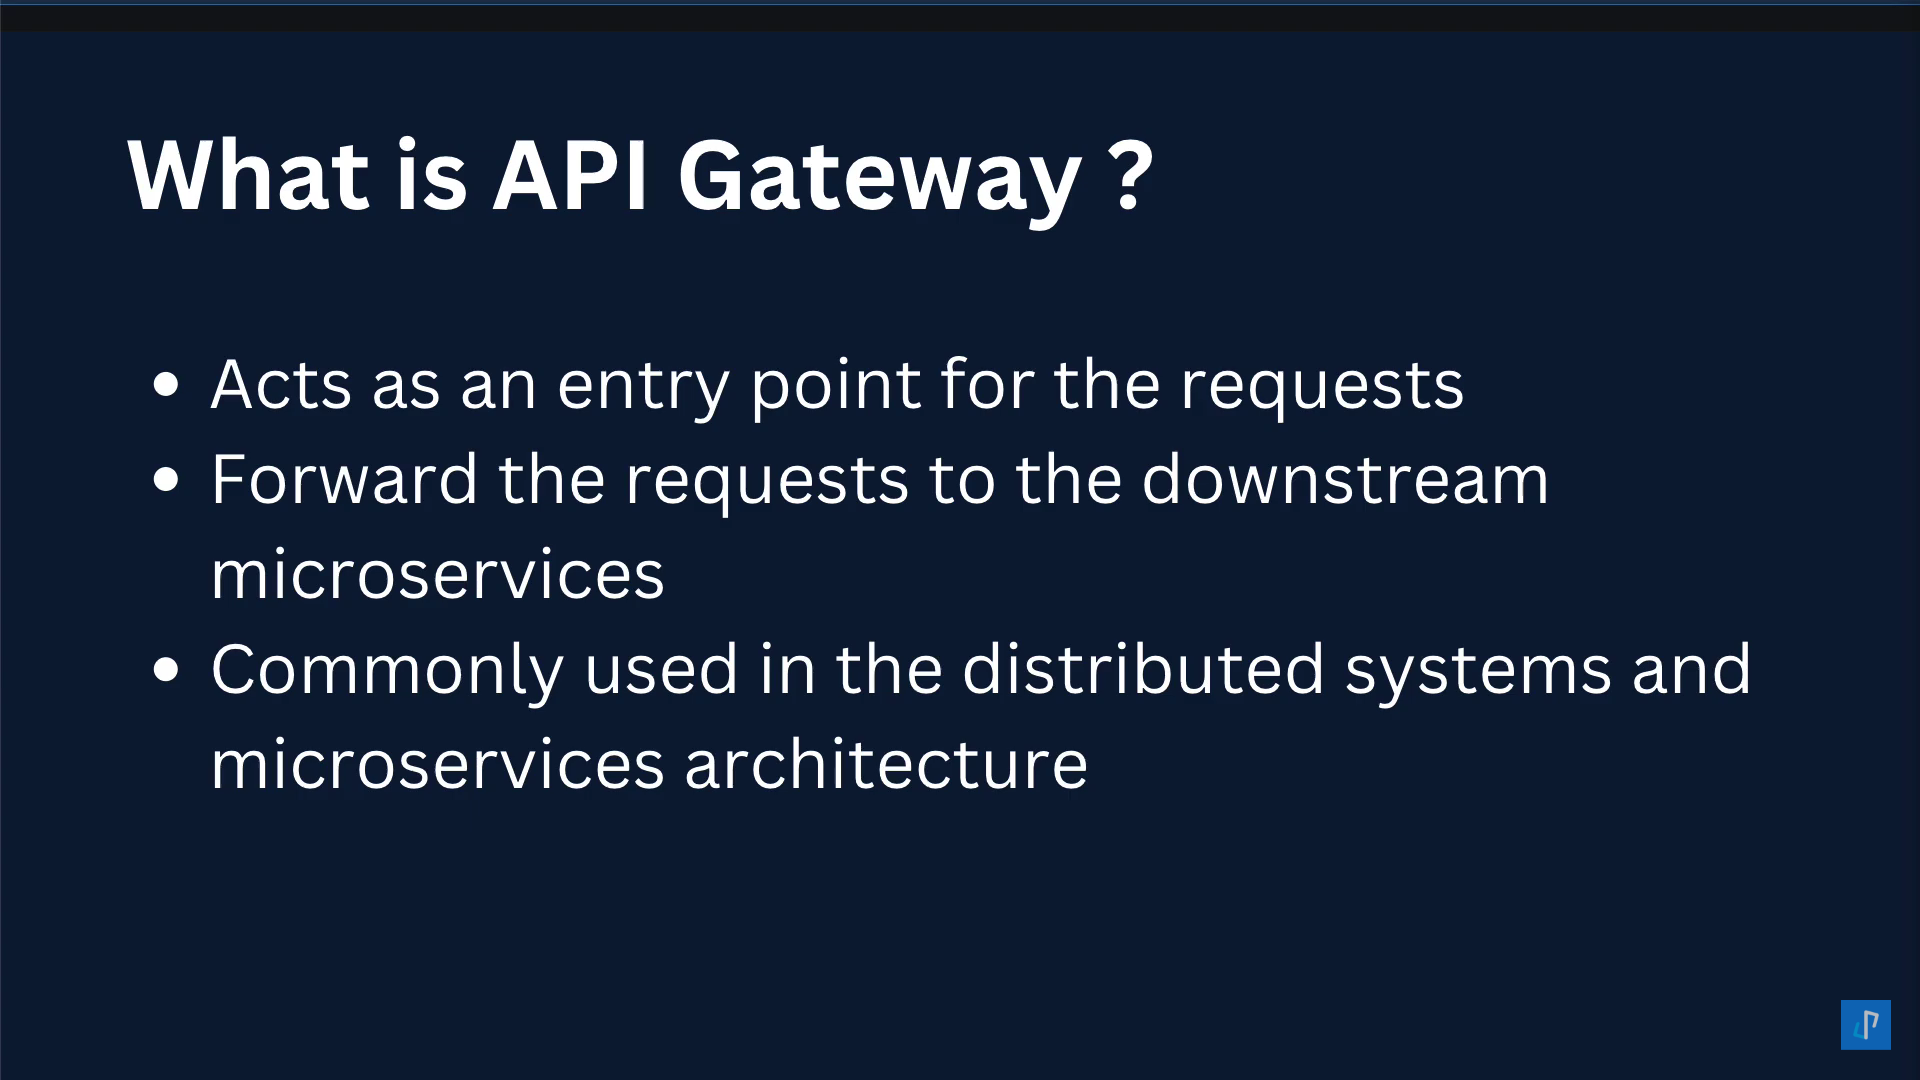 What is API Gateway ?
• Acts as an entry point for the requests
• Forward the requests to the downstream
microservices
• Commonly used in the distributed systems and
microservices architecture